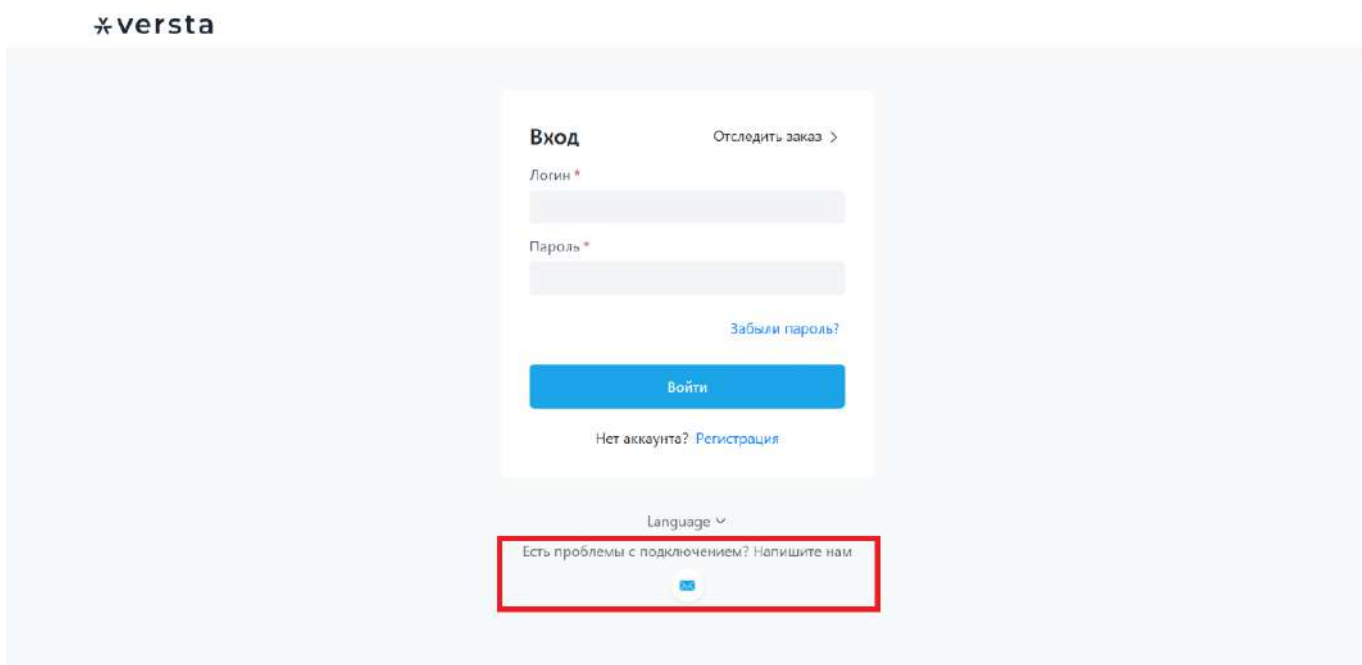 versta
Вход
Отследить заказ
Логин *
Пароль *
Забыли пароль?
Войти
Нет аккаунта? Регистрация
Language
Есть проблемы с подключением? Напишите нам